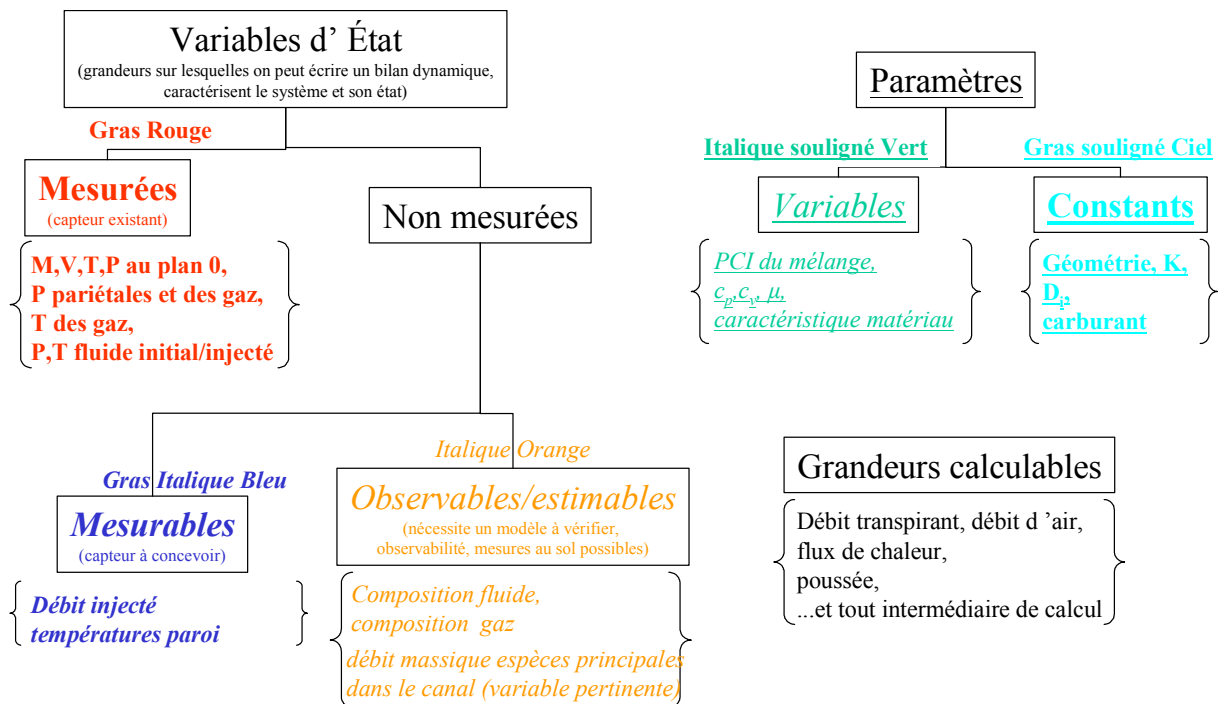 Variables d’ État
(grandeurs sur lesquelles on peut écrire un bilan dynamique,
caractérisent le système et son état)
Gras Rouge
Mesurées
(capteur existant)
M,V,T,P au plan 0,
P pariétales et des gaz,
T des gaz,
P,T fluide initial/injecté
Non mesurées
Gras Italique Bleu
Mesurables
(capteur à concevoir)
Débit injecté
températures paroi
Italique Orange
Observables/estimables
(nécessite un modèle à vérifier,
observabilité, mesures au sol possibles)
Composition fluide,
composition gaz
débit massique espèces principales
dans le canal (variable pertinente)
Paramètres
Italique souligné Vert
Variables
PCI du mélange,
cp,cv, μ,
caractéristique matériau
Gras souligné Ciel
Constants
Géométrie, K,
Di,
carburant
Grandeurs calculables
Débit transpirant, débit d ’air,
flux de chaleur,
poussée,
...et tout intermédiaire de calcul